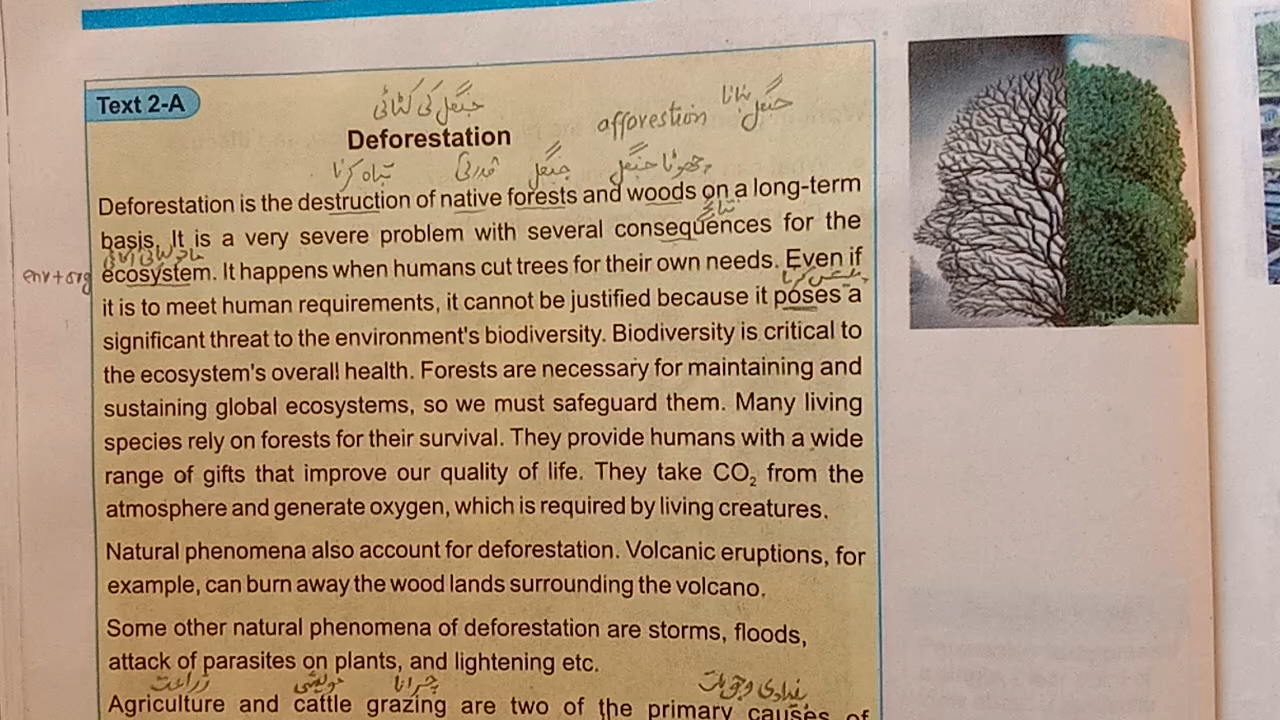 Text 2-A
جنگل کی کٹائی
Deforestation
afforestion جنگل بنانا
تباہ کرنا قدرتی جنگل چھوٹا جنگل
Deforestation is the destruction of native forests and woods on a long-term
نتائج
basis. It is a very severe problem with several consequences for the
env+org ecosystem. It happens when humans cut trees for their own needs. Even if
it is to meet human requirements, it cannot be justified because it poses a
significant threat to the environment's biodiversity. Biodiversity is critical to
the ecosystem's overall health. Forests are necessary for maintaining and
sustaining global ecosystems, so we must safeguard them. Many living
species rely on forests for their survival. They provide humans with a wide
range of gifts that improve our quality of life. They take CO₂ from the
atmosphere and generate oxygen, which is required by living creatures.
Natural phenomena also account for deforestation. Volcanic eruptions, for
example, can burn away the wood lands surrounding the volcano.
Some other natural phenomena of deforestation are storms, floods,
attack of parasites on plants, and lightening etc.
زراعت مویشی چرانا بنیادی وجوہات
Agriculture and cattle grazing are two of the primary causes of